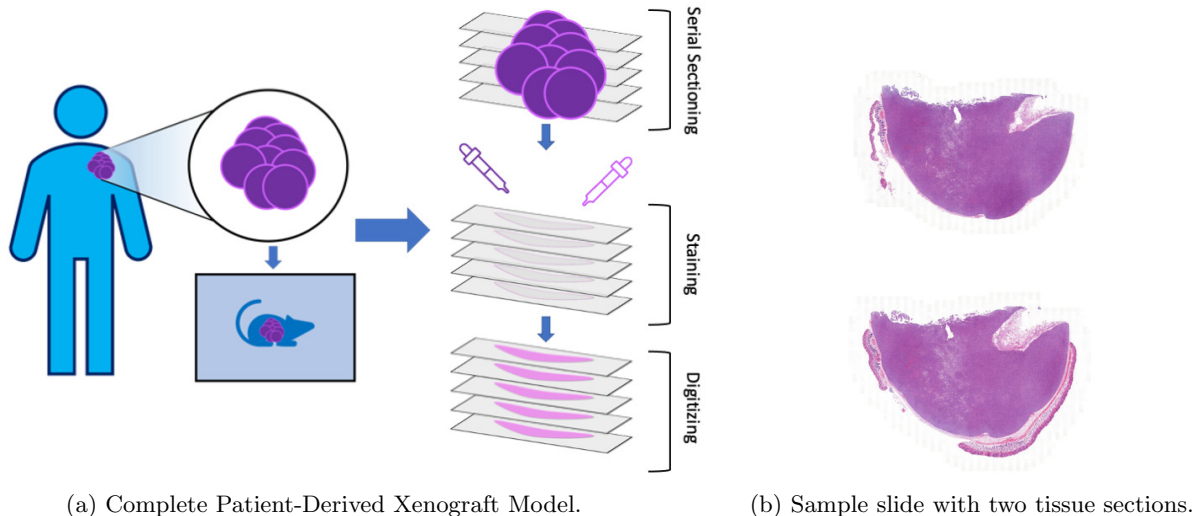 Serial Sectioning
Staining
Digitizing
(a) Complete Patient-Derived Xenograft Model.
(b) Sample slide with two tissue sections.